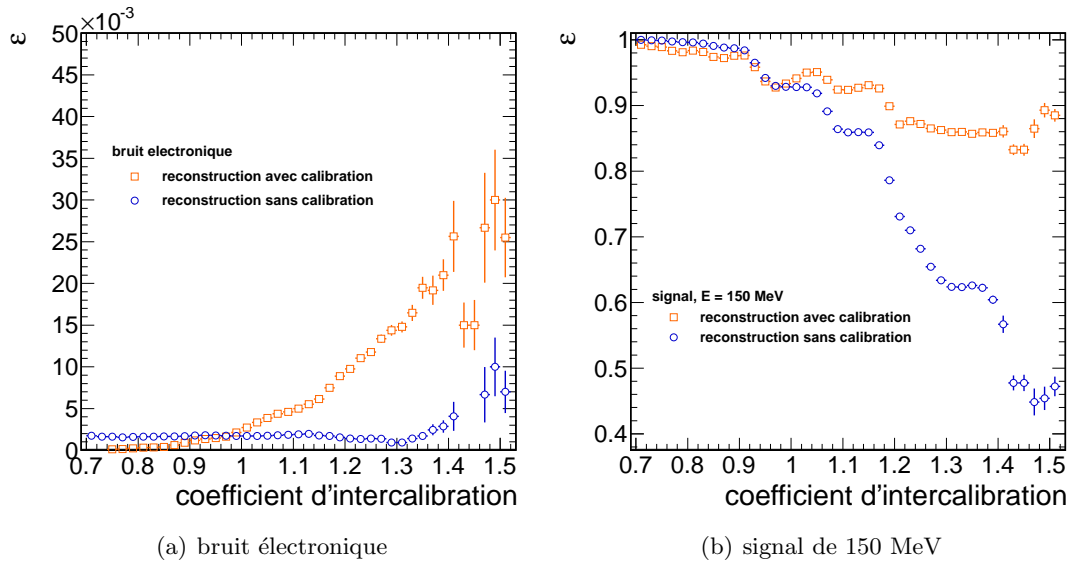 ×10⁻³
ε
50
45
40
35
30
25
20
15
10
5
0
bruit electronique
reconstruction avec calibration
reconstruction sans calibration
0.7 0.8 0.9 1 1.1 1.2 1.3 1.4 1.5
coefficient d'intercalibration
(a) bruit électronique
ε
1
0.9
0.8
0.7
0.6
0.5
0.4
signal, E = 150 MeV
reconstruction avec calibration
reconstruction sans calibration
0.7 0.8 0.9 1 1.1 1.2 1.3 1.4 1.5
coefficient d'intercalibration
(b) signal de 150 MeV